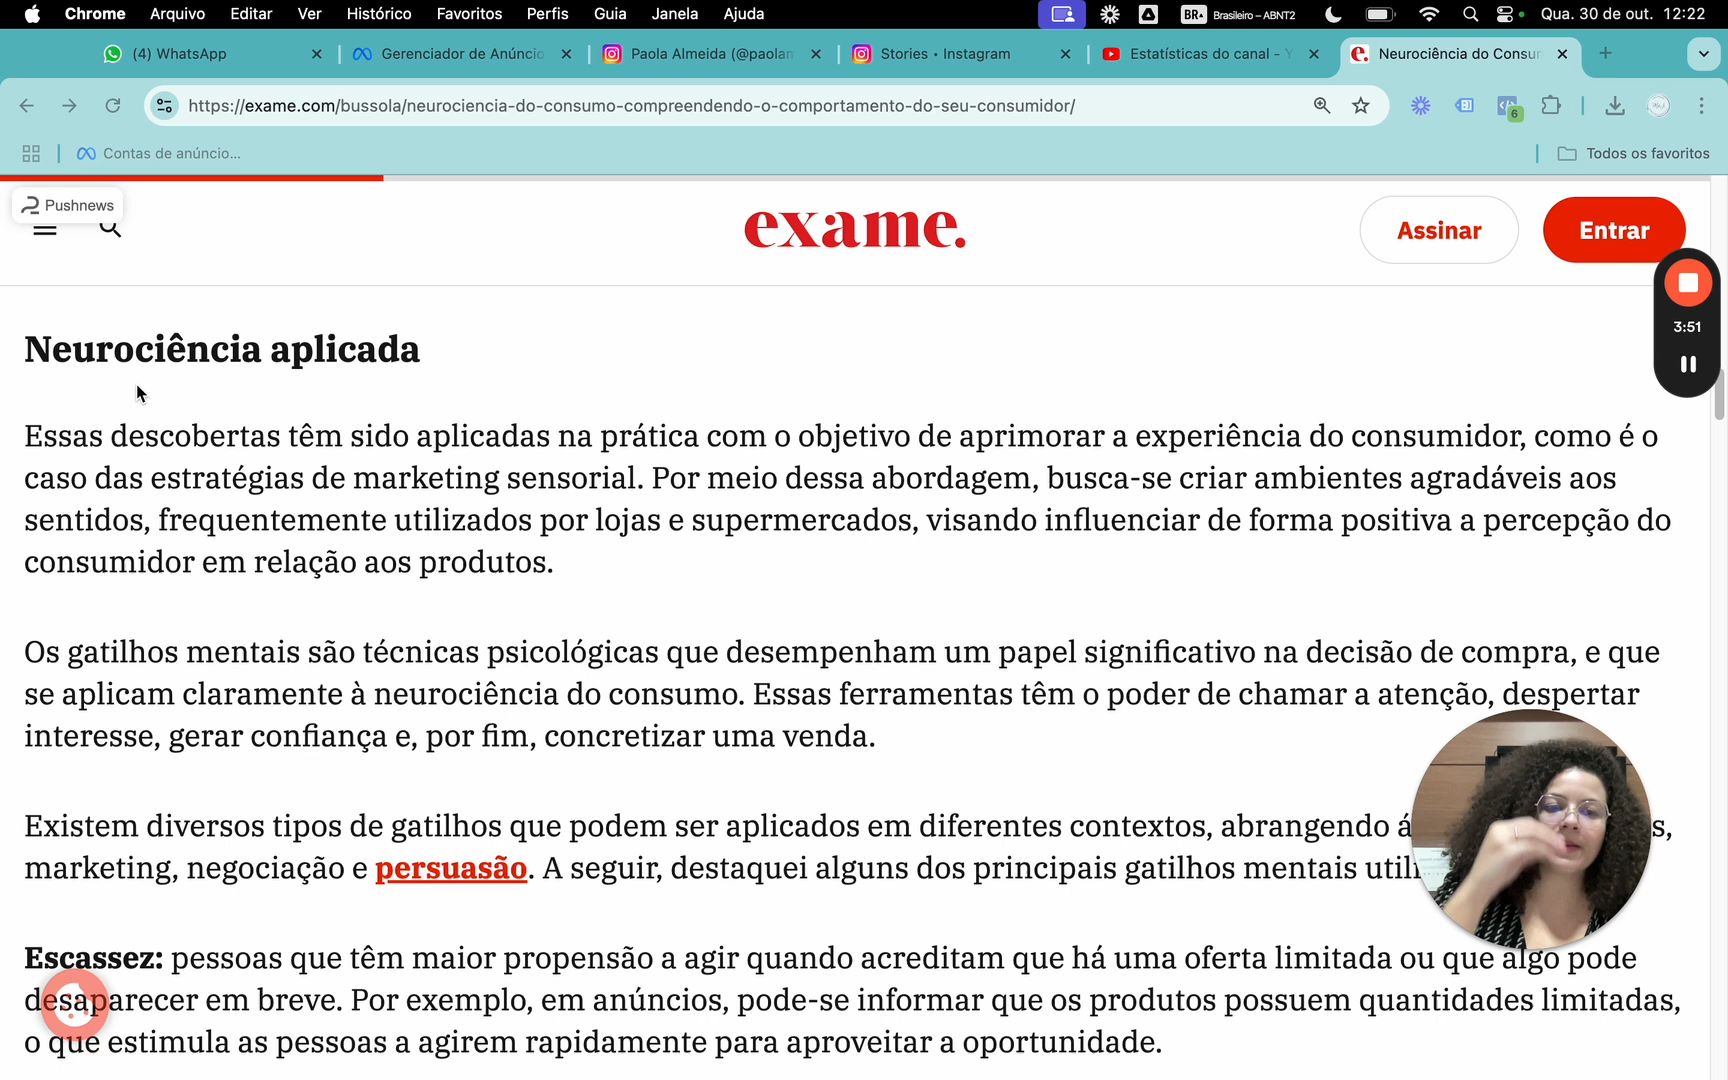 Chrome Arquivo Editar Ver Histórico Favoritos Perfis Guia Janela Ajuda BR Brasileiro – ABNT2 Qua. 30 de out. 12:22
(4) WhatsApp Gerenciador de Anúncio Paola Almeida (@paolam Stories • Instagram Estatísticas do canal - Y Neurociência do Consum
https://exame.com/bussola/neurociencia-do-consumo-compreendendo-o-comportamento-do-seu-consumidor/ 6
Contas de anúncio... Todos os favoritos
Pushnews
exame.
Assinar
Entrar
3:51
Neurociência aplicada
Essas descobertas têm sido aplicadas na prática com o objetivo de aprimorar a experiência do consumidor, como é o
caso das estratégias de marketing sensorial. Por meio dessa abordagem, busca-se criar ambientes agradáveis aos
sentidos, frequentemente utilizados por lojas e supermercados, visando influenciar de forma positiva a percepção do
consumidor em relação aos produtos.
Os gatilhos mentais são técnicas psicológicas que desempenham um papel significativo na decisão de compra, e que
se aplicam claramente à neurociência do consumo. Essas ferramentas têm o poder de chamar a atenção, despertar
interesse, gerar confiança e, por fim, concretizar uma venda.
Existem diversos tipos de gatilhos que podem ser aplicados em diferentes contextos, abrangendo
marketing, negociação e persuasão. A seguir, destaquei alguns dos principais gatilhos mentais
Escassez: pessoas que têm maior propensão a agir quando acreditam que há uma oferta limitada ou que algo pode
desaparecer em breve. Por exemplo, em anúncios, pode-se informar que os produtos possuem quantidades limitadas,
o que estimula as pessoas a agirem rapidamente para aproveitar a oportunidade.